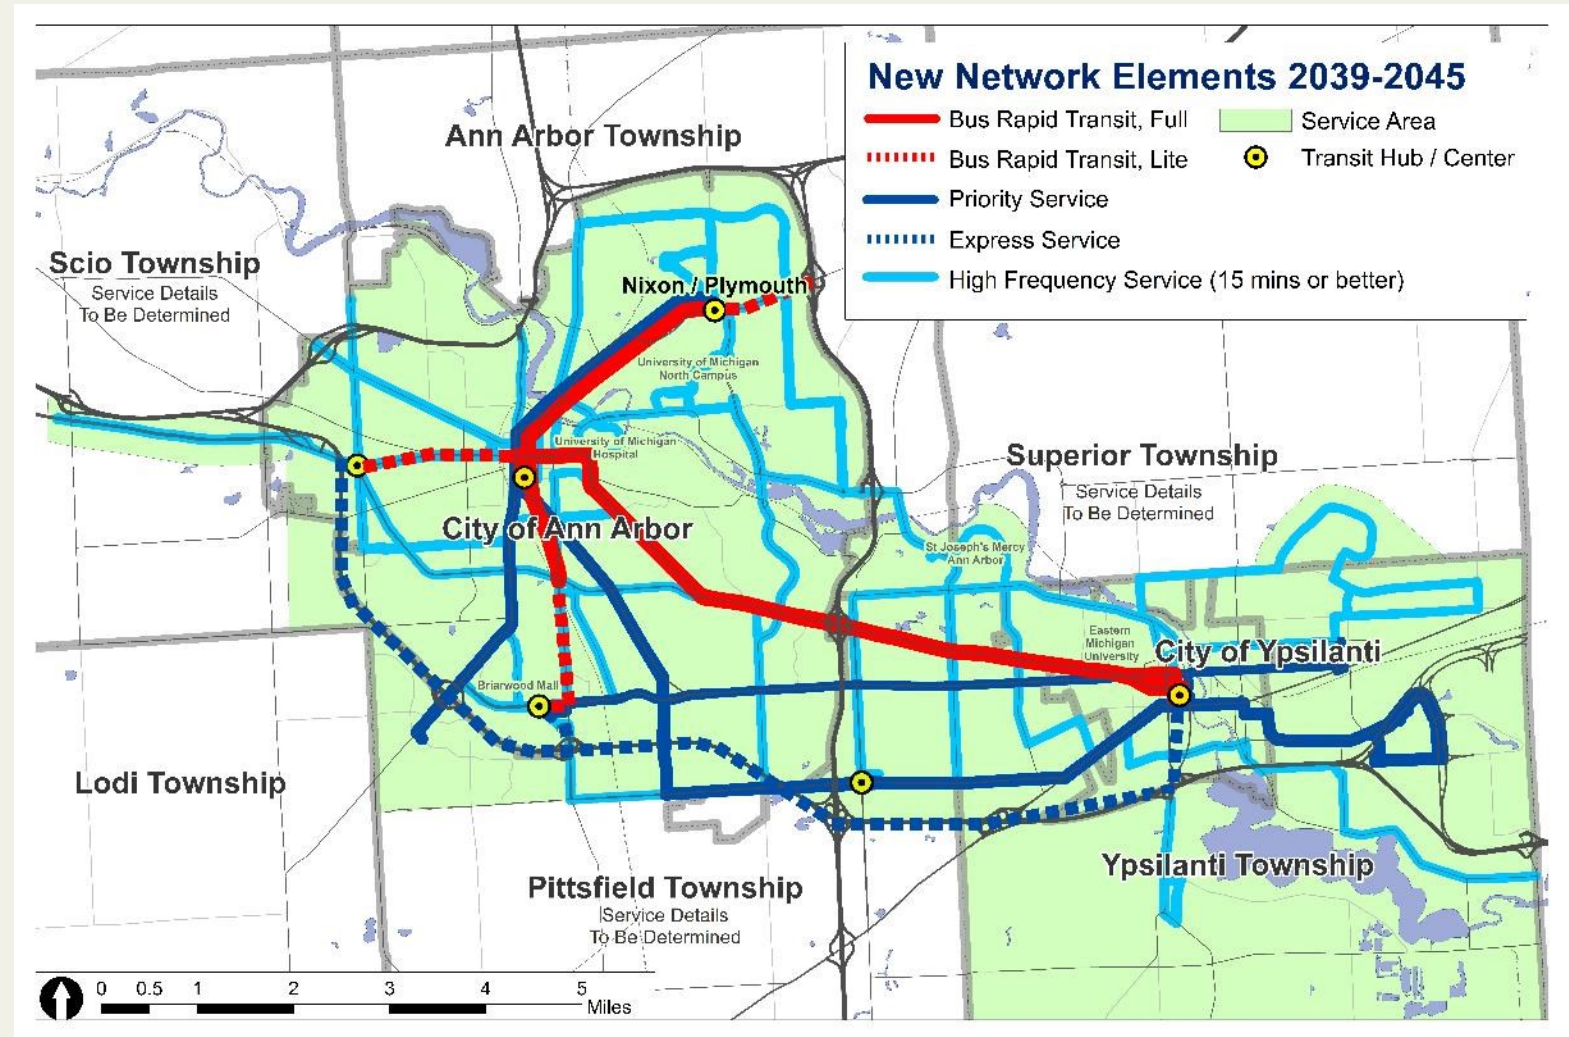 New Network Elements 2039-2045
Bus Rapid Transit, Full
Service Area
Bus Rapid Transit, Lite
Transit Hub / Center
Priority Service
Express Service
High Frequency Service (15 mins or better)
Ann Arbor Township
Scio Township
Service Details
To Be Determined
Nixon / Plymouth
University of Michigan
North Campus
University of Michigan
Hospital
City of Ann Arbor
Superior Township
Service Details
To Be Determined
St Joseph's Mercy
Ann Arbor
Eastern
Michigan
University
City of Ypsilanti
Briarwood Mall
Lodi Township
Ypsilanti Township
Pittsfield Township
Service Details
To Be Determined
0 0.5 1 2 3 4 5
Miles